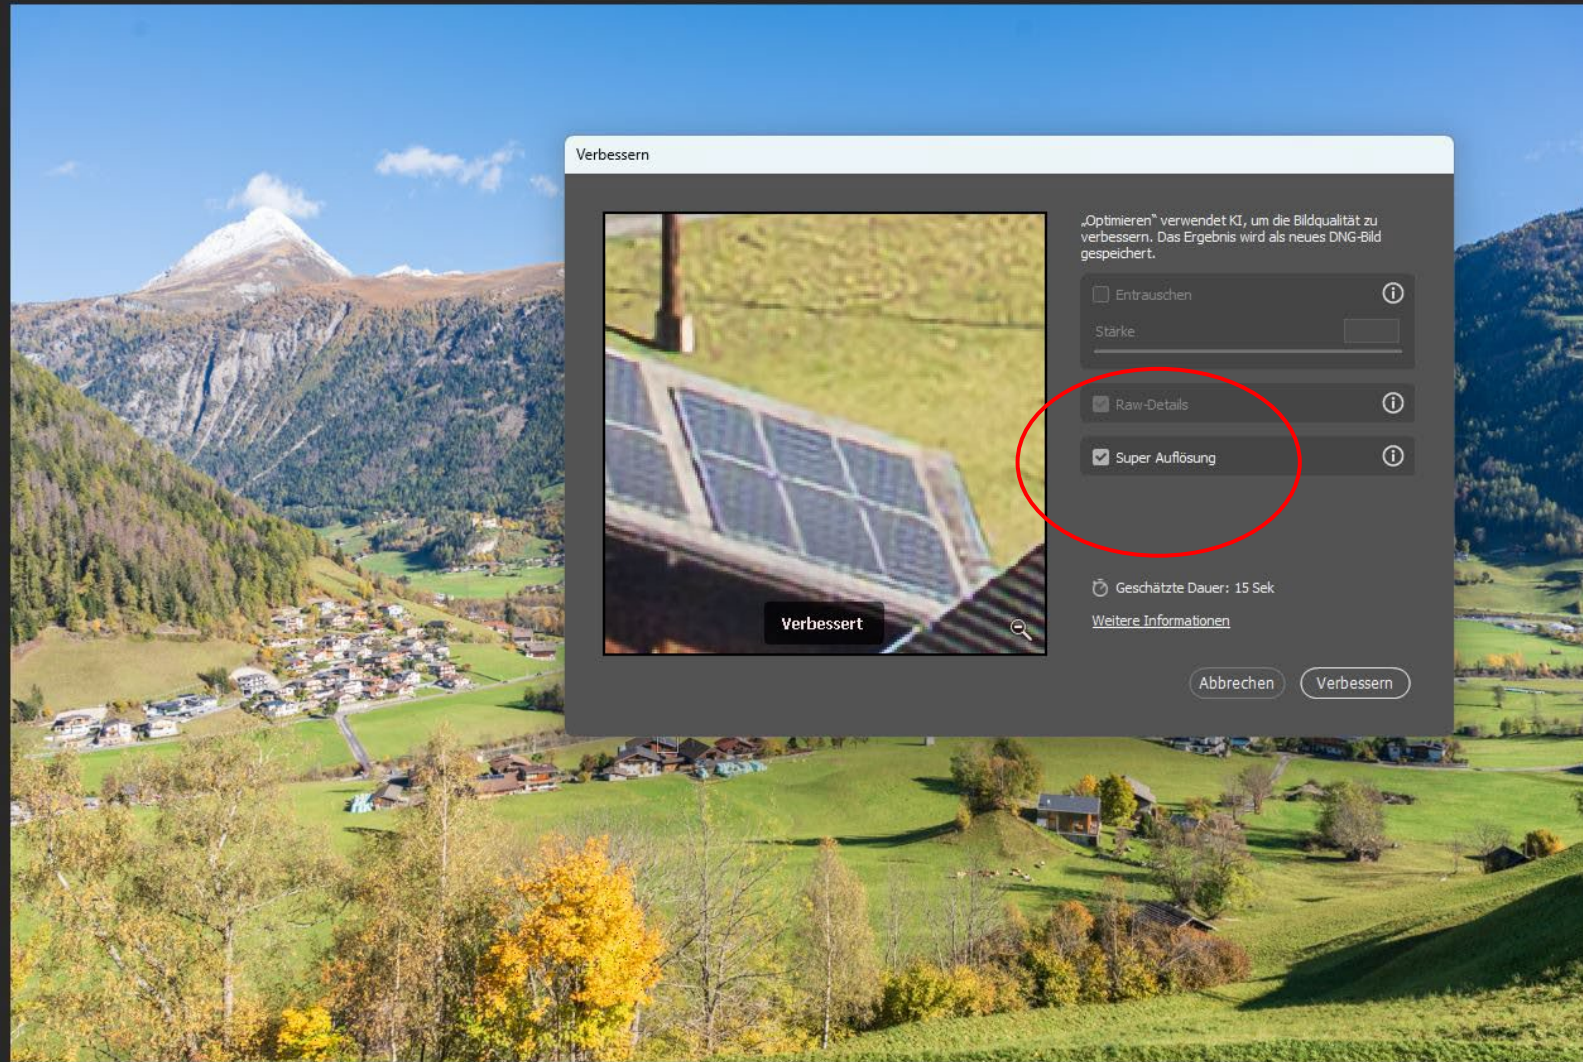 Verbessern
„Optimieren“ verwendet KI, um die Bildqualität zu
verbessern. Das Ergebnis wird als neues DNG-Bild
gespeichert.
Entrauschen
Stärke
Raw-Details
Super Auflösung
Verbessert
Geschätzte Dauer: 15 Sek
Weitere Informationen
Abbrechen
Verbessern